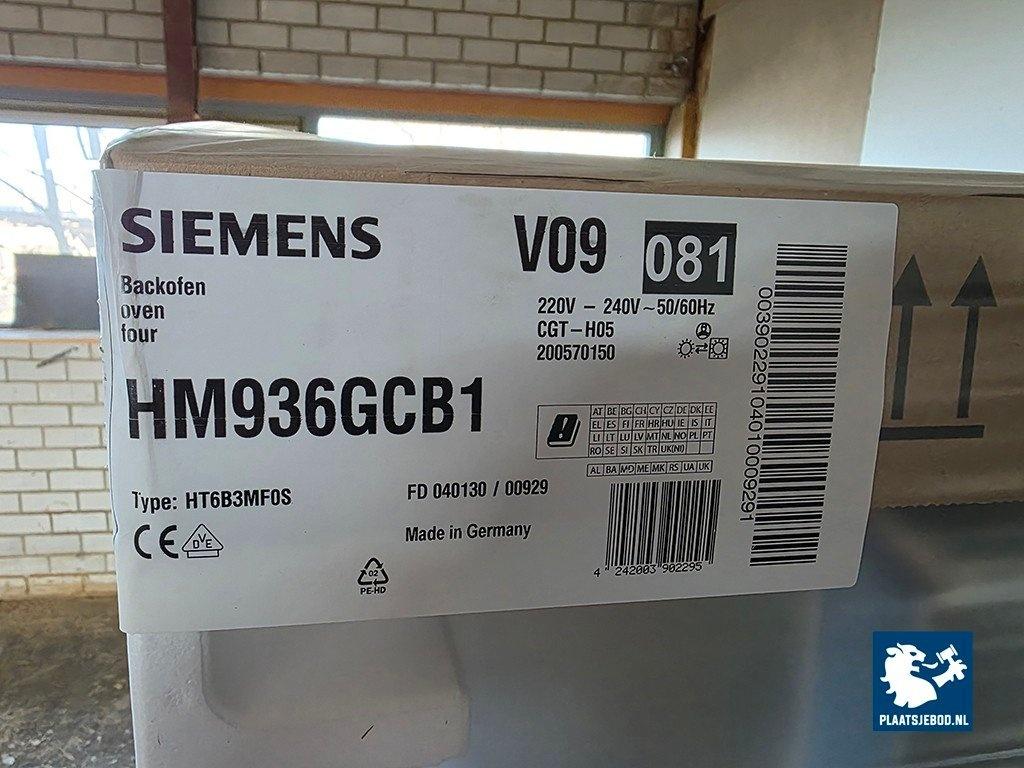 SIEMENS
Backofen
oven
four
HM936GCB1
Type: HT6B3MF0S
CE
DVE
02
PE-HD
V09
081
220V – 240V ~ 50/60Hz
CGT–H05
200570150
AT BE BG CH CY CZ DE DK EE
EL ES FI FR HR HU IE IS IT
LI LT LU LV MT NL NO PL PT
RO SE SI SK TR UK(NI)
AL BA MD ME MK RS UA UK
FD 040130 / 00929
Made in Germany
4 242003 902295
003902291040100009291
PLAATSJEBOD.NL